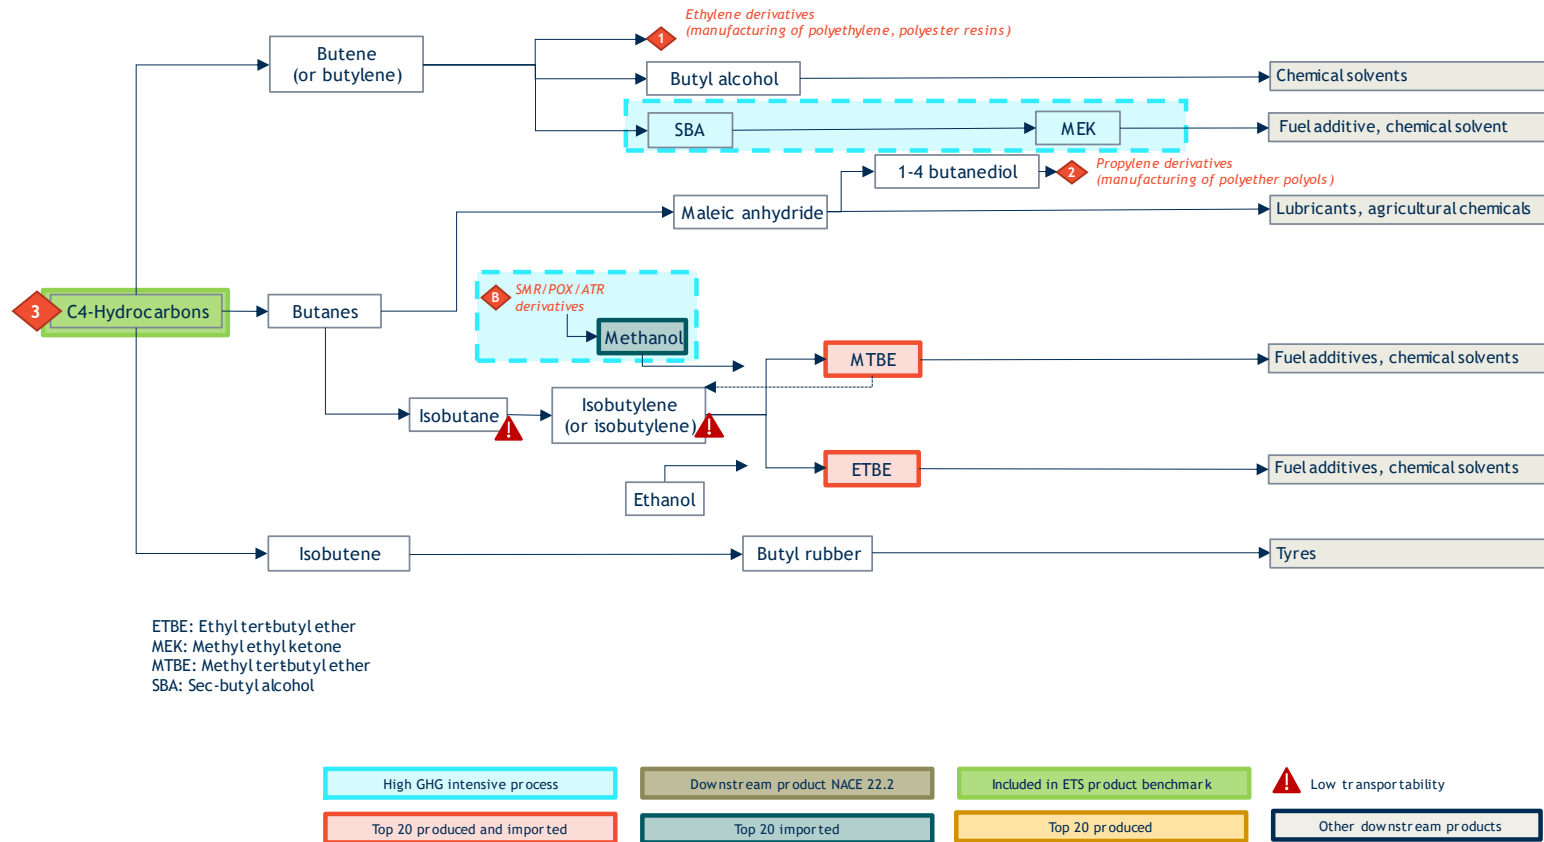 Ethylene derivatives
(manufacturing of polyethylene, polyester resins)
1
Butene
(or butylene)
Butyl alcohol
Chemical solvents
SBA
MEK
Fuel additive, chemical solvent
1-4 butanediol
2
Propylene derivatives
(manufacturing of polyether polyols)
Maleic anhydride
Lubricants, agricultural chemicals
3
C4-Hydrocarbons
Butanes
B
SMR/POX/ATR
derivatives
Methanol
MTBE
Fuel additives, chemical solvents
Isobutane
!
Isobutylene
(or isobutylene)
!
ETBE
Fuel additives, chemical solvents
Ethanol
Isobutene
Butyl rubber
Tyres
ETBE: Ethyl tert-butyl ether
MEK: Methyl ethyl ketone
MTBE: Methyl tert-butyl ether
SBA: Sec-butyl alcohol
High GHG intensive process
Downstream product NACE 22.2
Included in ETS product benchmark
!
Low transportability
Top 20 produced and imported
Top 20 imported
Top 20 produced
Other downstream products